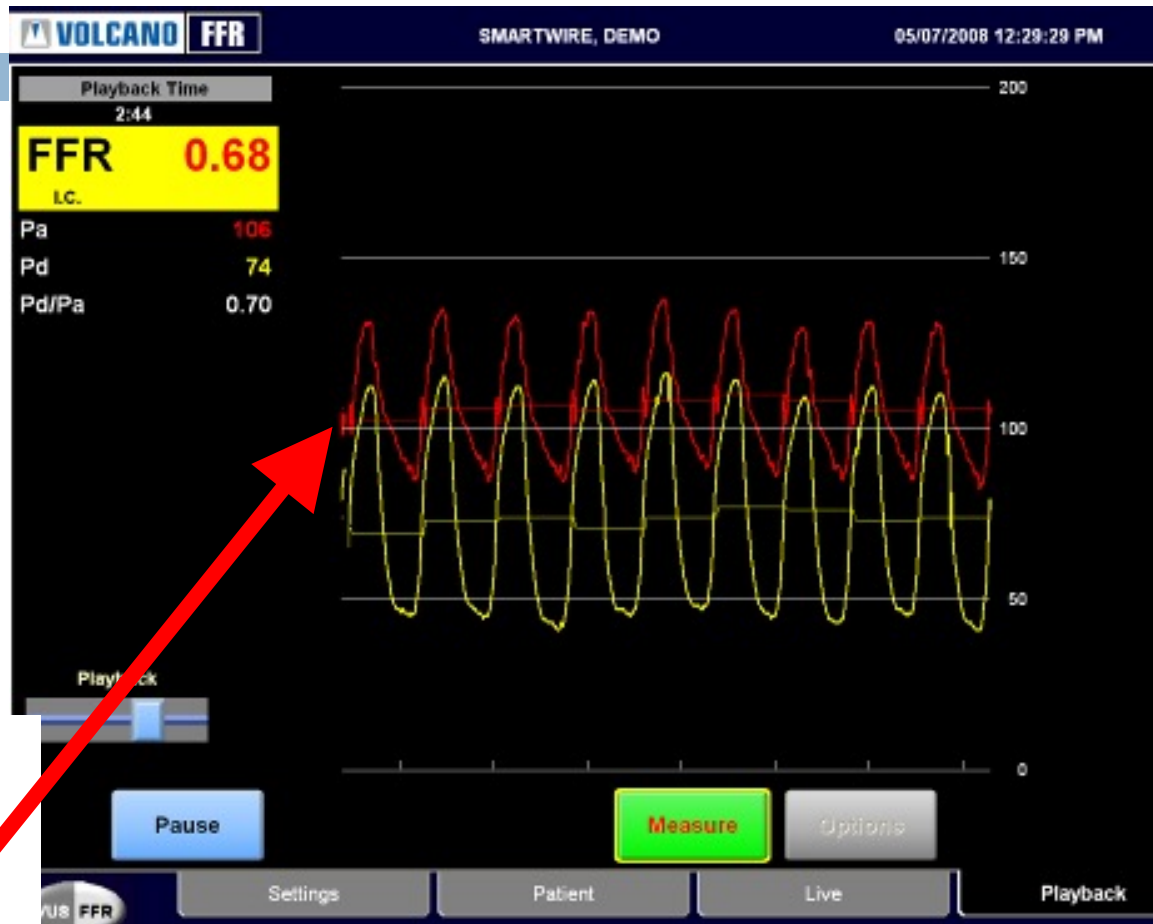 VOLCANO FFR SMARTWIRE, DEMO 05/07/2008 12:29:29 PM
Playback Time
2:44
FFR 0.68
I.C.
Pa 106
Pd 74
Pd/Pa 0.70
200
150
100
50
0
Playback
Pause Measure Options
FFR Settings Patient Live Playback